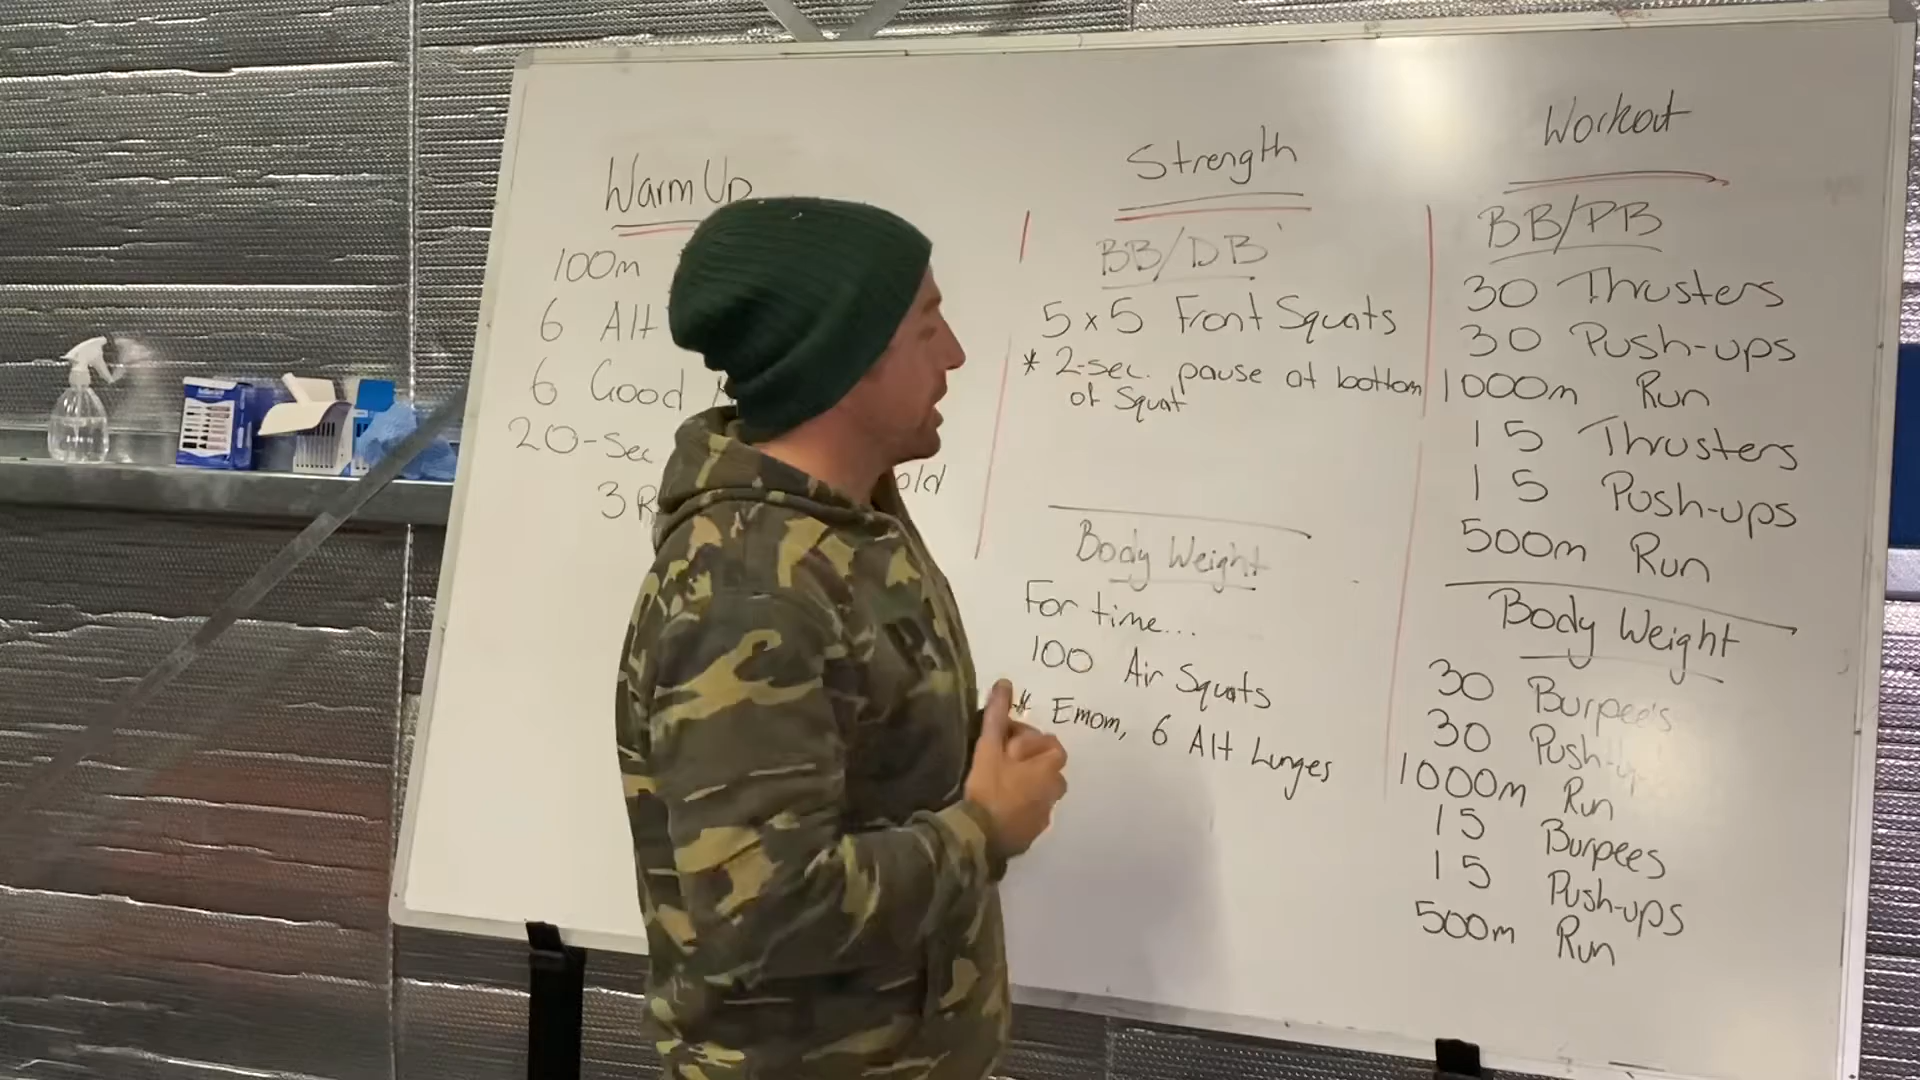 Warm Up
100m
6 Alt
6 Good
20-Sec
3
Strength
BB/DB
5x5 Front Squats
* 2-sec. pause at bottom
of Squat
Body Weight
For time...
100 Air Squats
* Emom, 6 Alt Lunges
Workout
BB/DB
30 Thrusters
30 Push-ups
1000m Run
15 Thrusters
15 Push-ups
500m Run
Body Weight
30 Burpee's
30 Push-ups
1000m Run
15 Burpees
15 Push-ups
500m Run